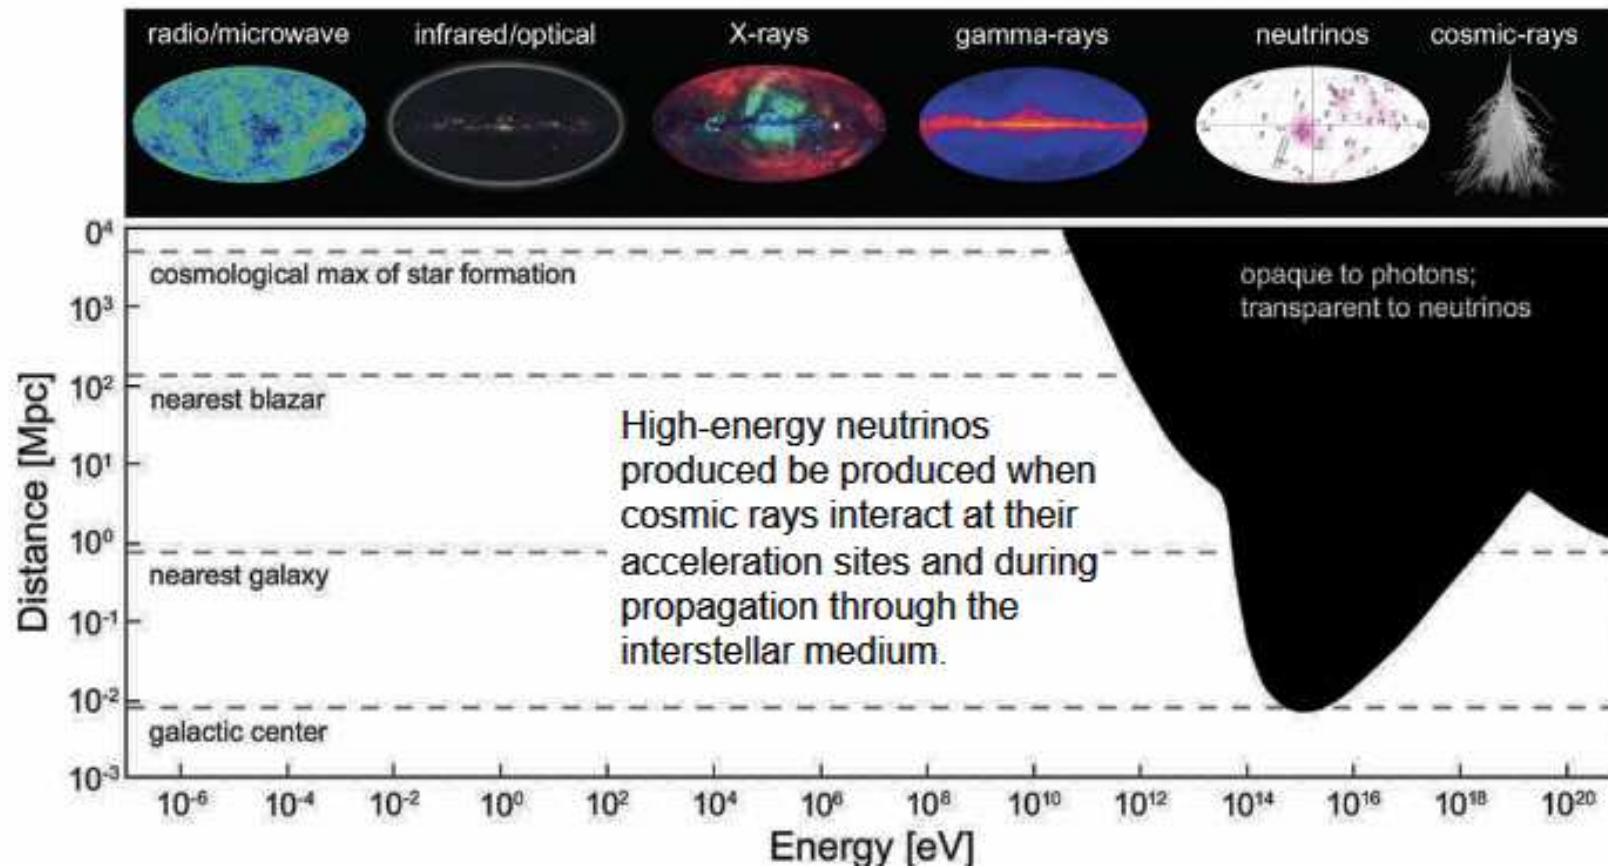 radio/microwave
infrared/optical
X-rays
gamma-rays
neutrinos
cosmic-rays
0⁴
cosmological max of star formation
opaque to photons;
transparent to neutrinos
10³
10²
nearest blazar
High-energy neutrinos
produced be produced when
cosmic rays interact at their
acceleration sites and during
propagation through the
interstellar medium.
10¹
10⁰
nearest galaxy
10⁻¹
10⁻²
galactic center
10⁻³
Distance [Mpc]
10⁻⁶ 10⁻⁴ 10⁻² 10⁰ 10² 10⁴ 10⁶ 10⁸ 10¹⁰ 10¹² 10¹⁴ 10¹⁶ 10¹⁸ 10²⁰
Energy [eV]